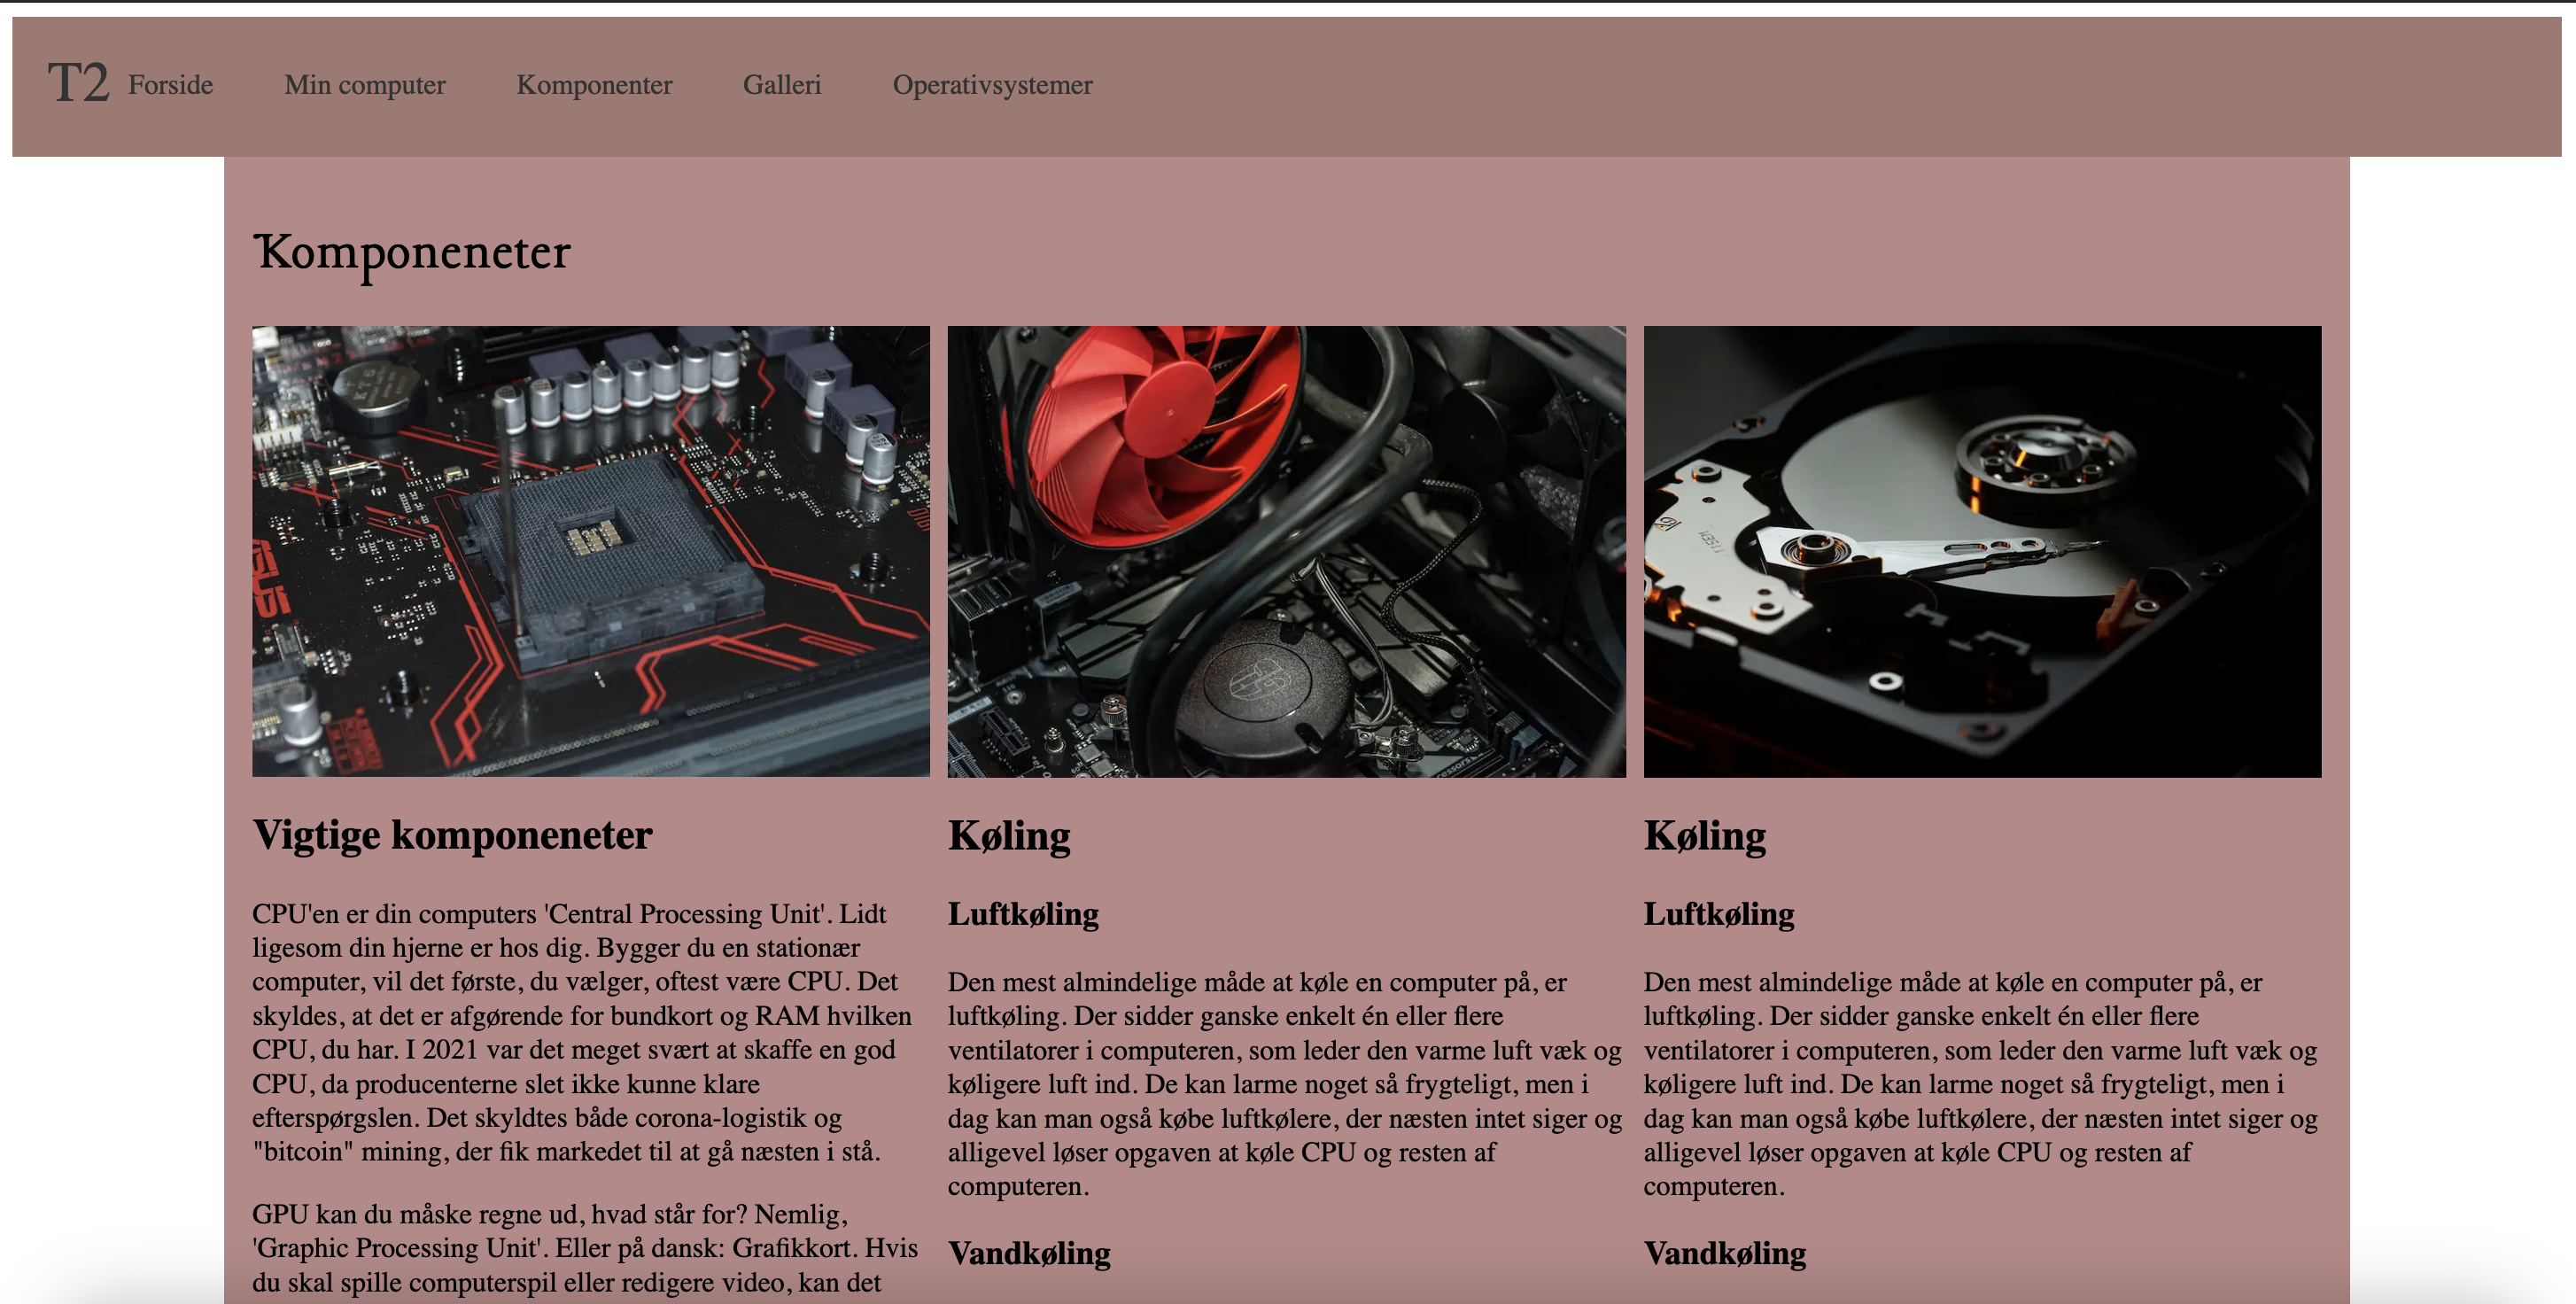 T2 Forside Min computer Komponenter Galleri Operativsystemer
Komponeneter
Vigtige komponeneter
CPU'en er din computers 'Central Processing Unit'. Lidt
ligesom din hjerne er hos dig. Bygger du en stationær
computer, vil det første, du vælger, oftest være CPU. Det
skyldes, at det er afgørende for bundkort og RAM hvilken
CPU, du har. I 2021 var det meget svært at skaffe en god
CPU, da producenterne slet ikke kunne klare
efterspørgslen. Det skyldtes både corona-logistik og
"bitcoin" mining, der fik markedet til at gå næsten i stå.
GPU kan du måske regne ud, hvad står for? Nemlig,
'Graphic Processing Unit'. Eller på dansk: Grafikkort. Hvis
du skal spille computerspil eller redigere video, kan det
Køling
Luftkøling
Den mest almindelige måde at køle en computer på, er
luftkøling. Der sidder ganske enkelt én eller flere
ventilatorer i computeren, som leder den varme luft væk og
køligere luft ind. De kan larme noget så frygteligt, men i
dag kan man også købe luftkølere, der næsten intet siger og
alligevel løser opgaven at køle CPU og resten af
computeren.
Vandkøling
Køling
Luftkøling
Den mest almindelige måde at køle en computer på, er
luftkøling. Der sidder ganske enkelt én eller flere
ventilatorer i computeren, som leder den varme luft væk og
køligere luft ind. De kan larme noget så frygteligt, men i
dag kan man også købe luftkølere, der næsten intet siger og
alligevel løser opgaven at køle CPU og resten af
computeren.
Vandkøling